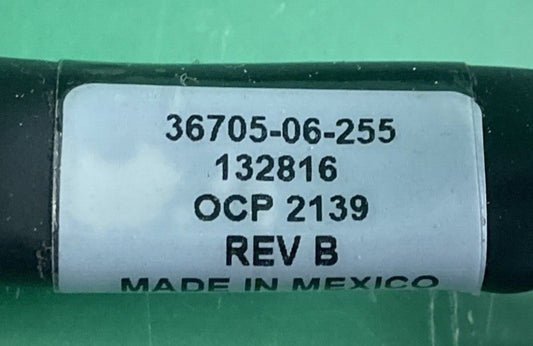 36705-06-255
132816
OCP 2139
REV B
MADE IN MEXICO